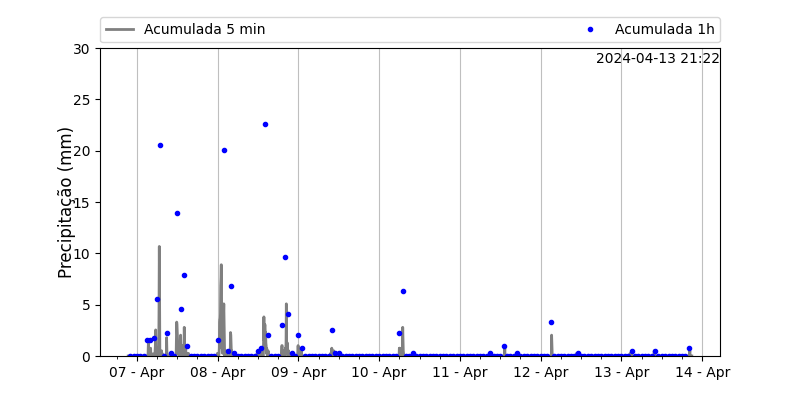 Acumulada 5 min
Acumulada 1h
2024-04-13 21:22
Precipitação (mm)
30
25
20
15
10
5
0
07 - Apr
08 - Apr
09 - Apr
10 - Apr
11 - Apr
12 - Apr
13 - Apr
14 - Apr